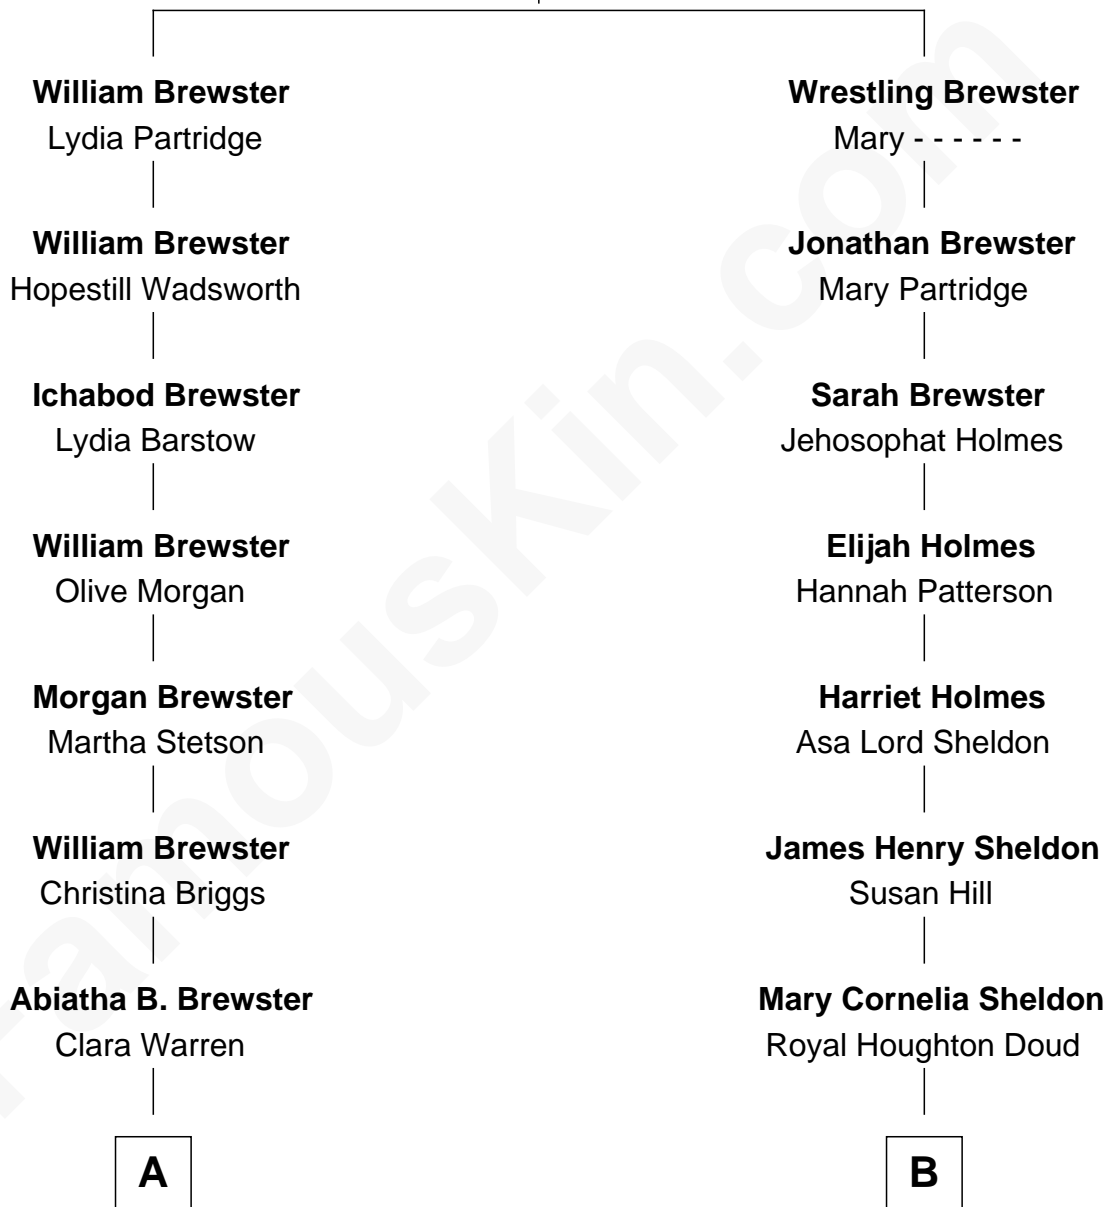 William Brewster
Lydia Partridge
William Brewster
Hopestill Wadsworth
Ichabod Brewster
Lydia Barstow
William Brewster
Olive Morgan
Morgan Brewster
Martha Stetson
William Brewster
Christina Briggs
Abiatha B. Brewster
Clara Warren
A
Wrestling Brewster
Mary - - - - - -
Jonathan Brewster
Mary Partridge
Sarah Brewster
Jehosophat Holmes
Elijah Holmes
Hannah Patterson
Harriet Holmes
Asa Lord Sheldon
James Henry Sheldon
Susan Hill
Mary Cornelia Sheldon
Royal Houghton Doud
B
FamousKin.com